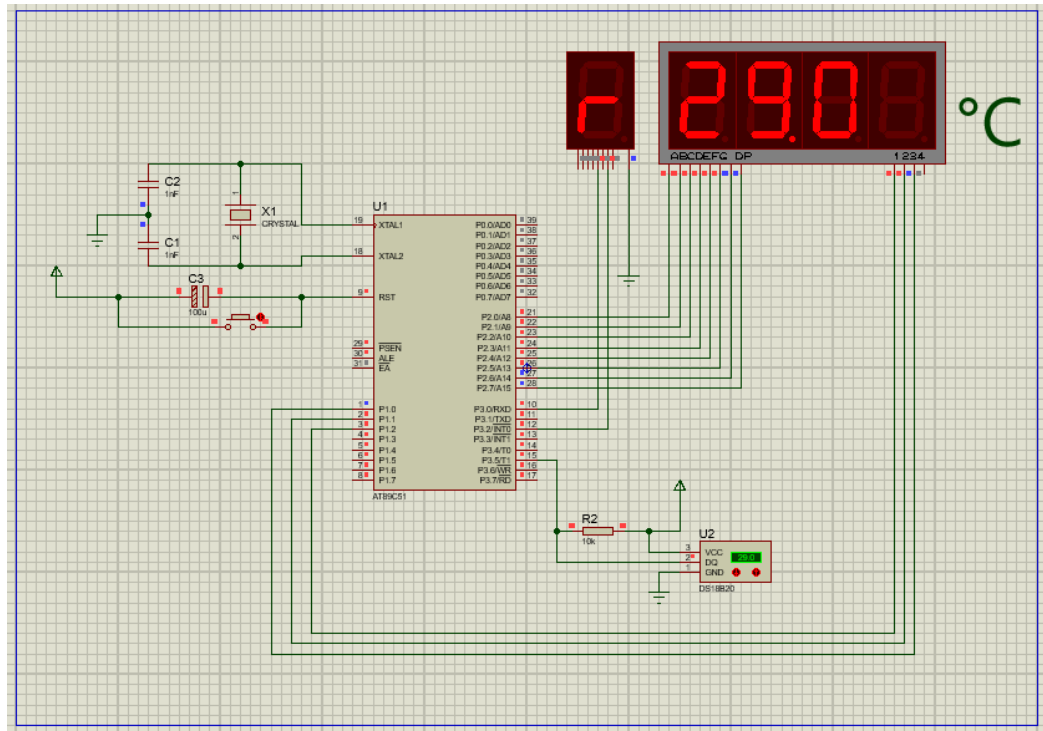 r
29.0
°C
ABCDEFG DP
1234
C2
1nF
C1
1nF
X1
CRYSTAL
1
2
C3
100u
U1
19
XTAL1
18
XTAL2
9
RST
29
PSEN
30
ALE
31
EA
1
P1.0
2
P1.1
3
P1.2
4
P1.3
5
P1.4
6
P1.5
7
P1.6
8
P1.7
P0.0/AD0
39
P0.1/AD1
38
P0.2/AD2
37
P0.3/AD3
36
P0.4/AD4
35
P0.5/AD5
34
P0.6/AD6
33
P0.7/AD7
32
P2.0/A8
21
P2.1/A9
22
P2.2/A10
23
P2.3/A11
24
P2.4/A12
25
P2.5/A13
26
P2.6/A14
27
P2.7/A15
28
P3.0/RXD
10
P3.1/TXD
11
P3.2/INT0
12
P3.3/INT1
13
P3.4/T0
14
P3.5/T1
15
P3.6/WR
16
P3.7/RD
17
AT89C51
R2
10k
U2
3
VCC
2
DQ
1
GND
29.0
DS18B20